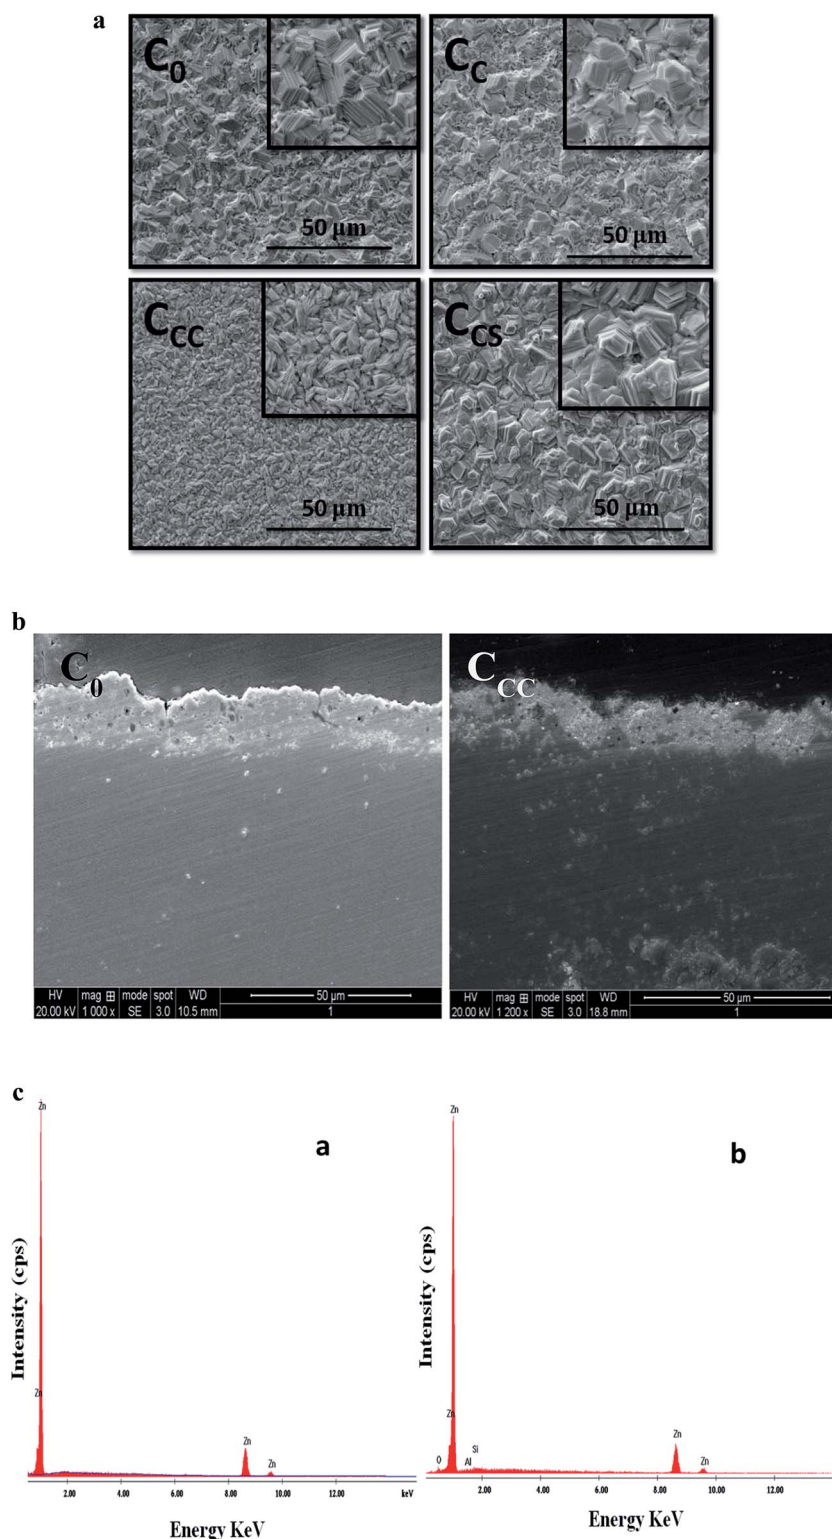 a
C0
50 µm
CC
50 µm
CCC
50 µm
CCS
50 µm
b
C0
HV mag ⊞ mode spot WD 50 µm
20.00 kV 1 000 x SE 3.0 10.5 mm 1
CCC
HV mag ⊞ mode spot WD 50 µm
20.00 kV 1 200 x SE 3.0 18.8 mm 1
c
Zn
a
Intensity (cps)
Zn
Zn
Zn
2.00 4.00 6.00 8.00 10.00 12.00 keV
Energy KeV
Zn
b
Intensity (cps)
Zn
O
Al
Si
Zn
Zn
2.00 4.00 6.00 8.00 10.00 12.00
Energy KeV